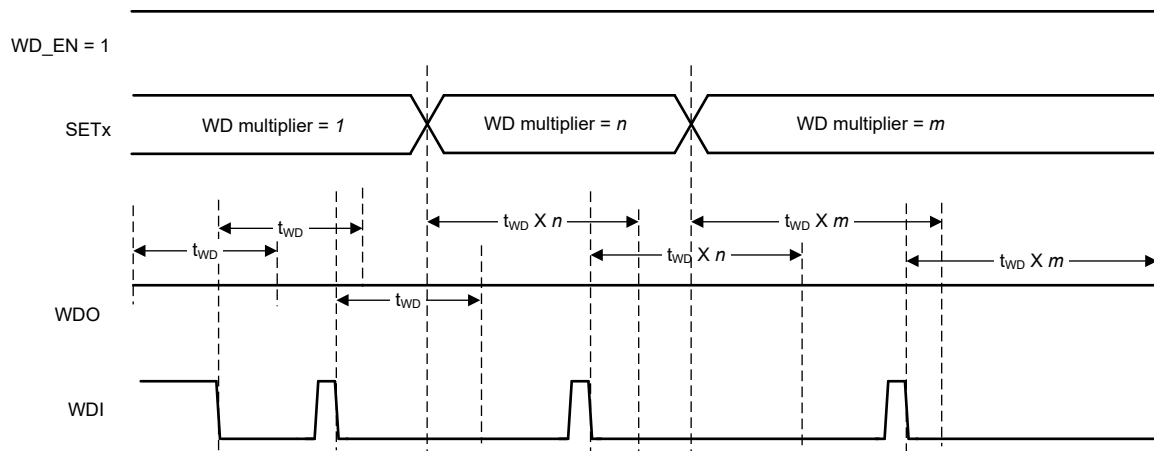 WD_EN = 1
SETx
WD multiplier = 1
WD multiplier = n
WD multiplier = m
tWD
tWD X n
tWD X m
tWD
tWD X n
tWD X m
tWD
WDO
WDI